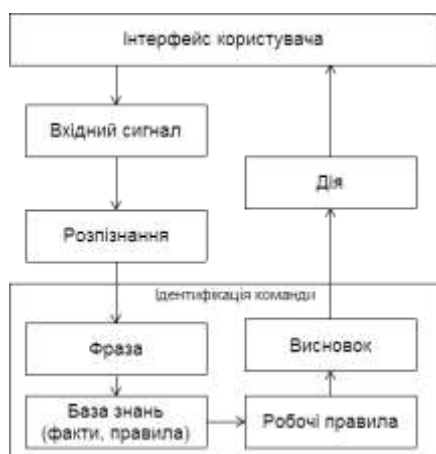 Інтерфейс користувача
Вхідний сигнал
Дія
Розпізнання
Ідентифікація команди
Фраза
Висновок
База знань
(факти, правила)
Робочі правила